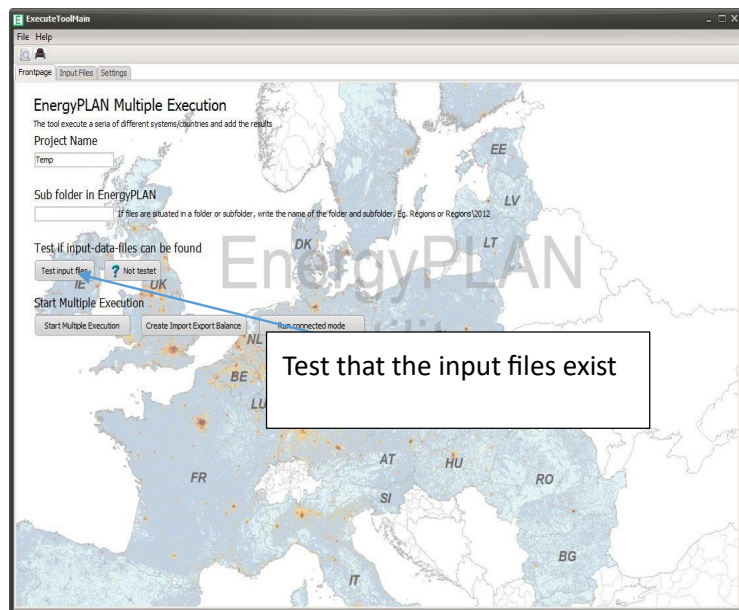 ExecuteToolMain
File Help
Frontpage Input Files Settings
EnergyPLAN Multiple Execution
The tool execute a seria of different systems/countries and add the results
Project Name
Temp
Sub folder in EnergyPLAN
If files are situated in a folder or subfolder, write the name of the folder and subfolder. Eg. Regions or Regions\2012
Test if input-data-files can be found
Test input files ? Not testet
Start Multiple Execution
Start Multiple Execution Create Import Export Balance Run connected mode
Test that the input files exist
EnergyPLAN
EE
LV
LT
DK
IE
UK
NL
BE
LU
FR
AT
HU
SI
RO
BG
IT